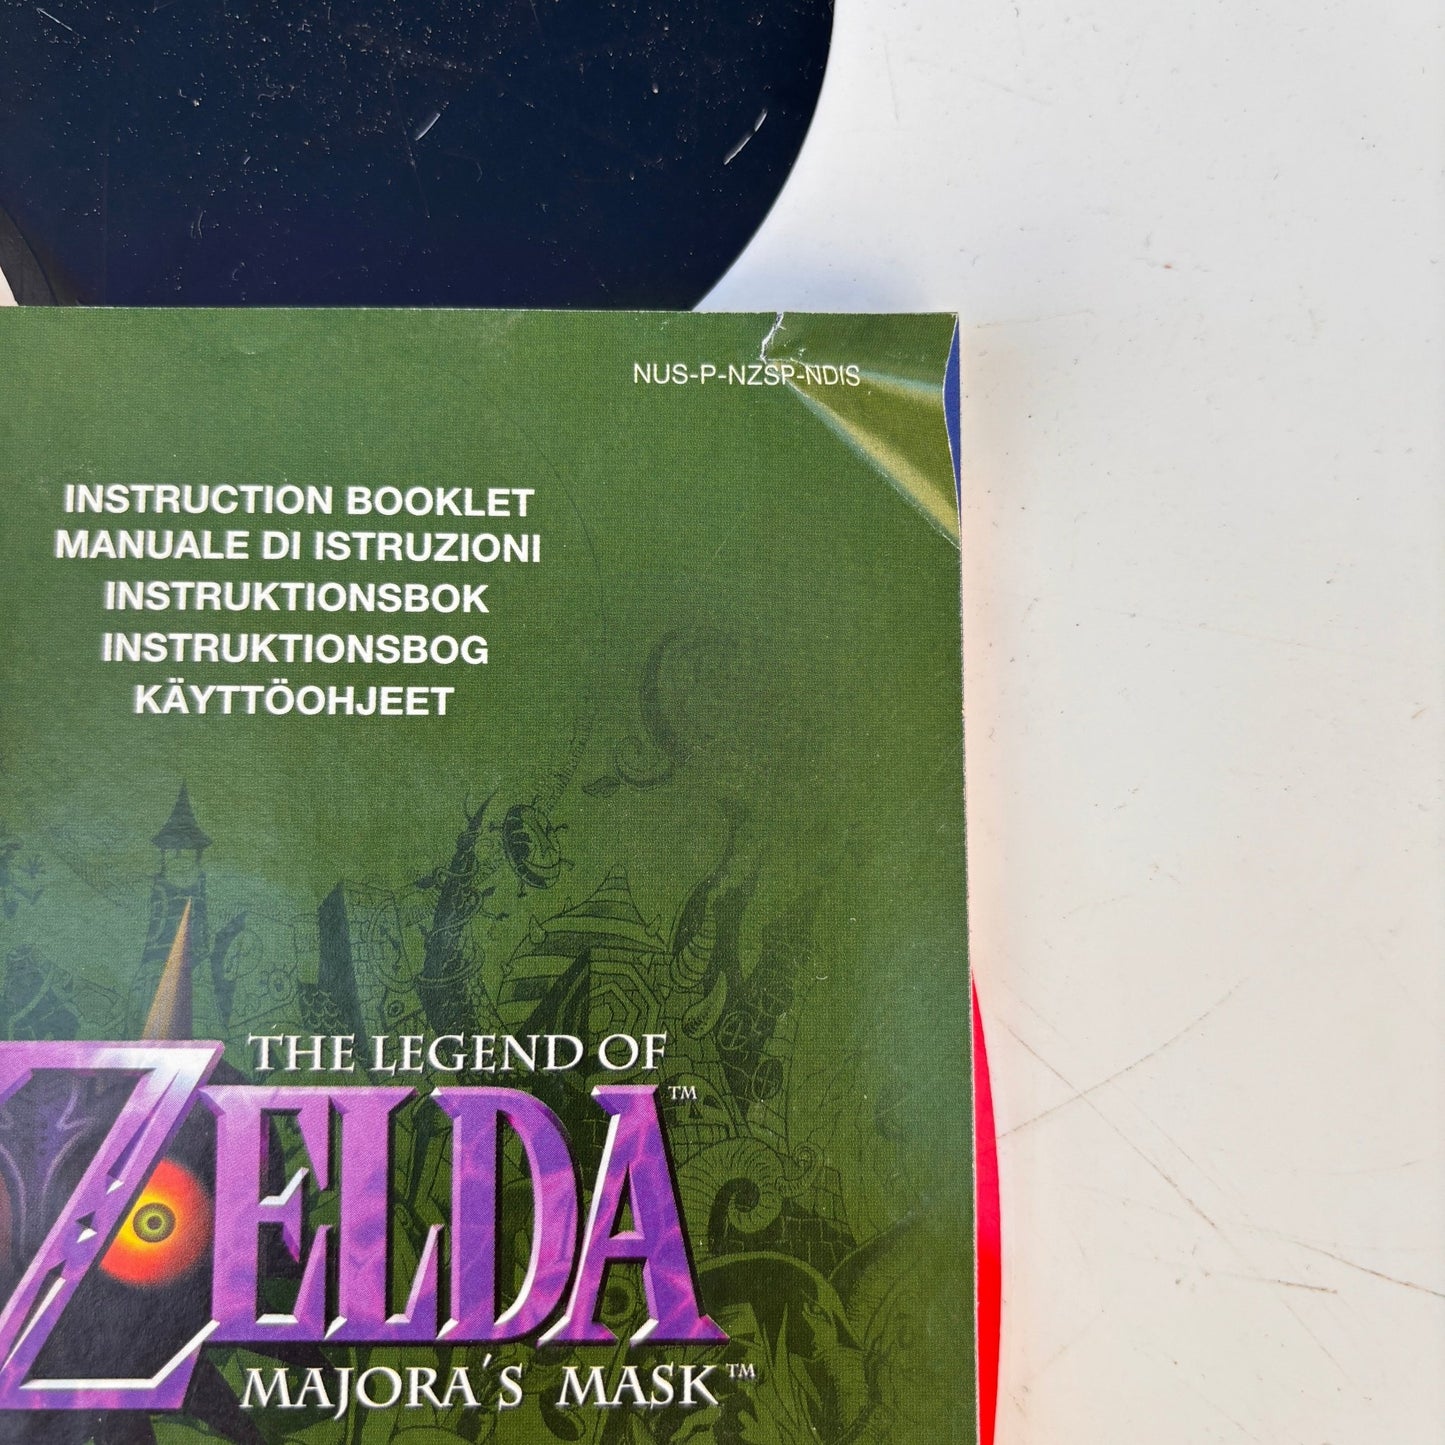 NUS-P-NZSP-NDIS
INSTRUCTION BOOKLET
MANUALE DI ISTRUZIONI
INSTRUKTIONSBOK
INSTRUKTIONSBOG
KÄYTTÖOHJEET
THE LEGEND OF
ZELDA™
MAJORA'S MASK™